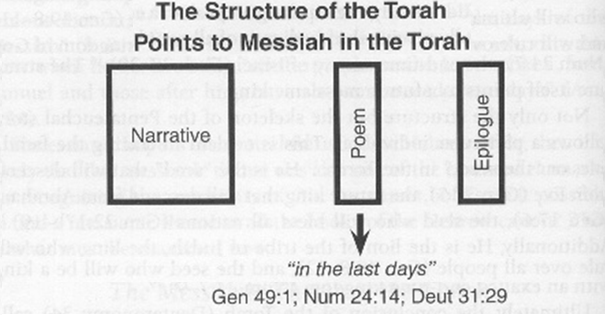 The Structure of the Torah
Points to Messiah in the Torah
Narrative
Poem
Epilogue
"in the last days"
Gen 49:1; Num 24:14; Deut 31:29